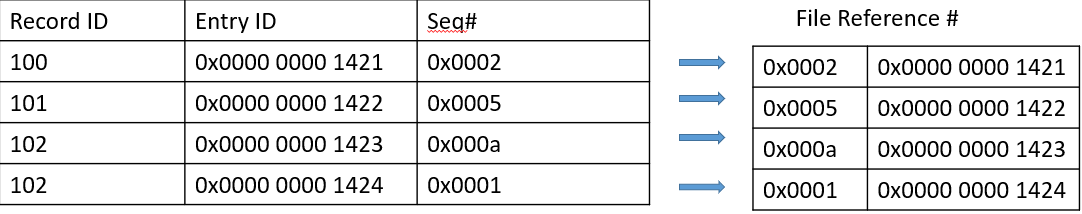 Record ID Entry ID Seq#
100 0x0000 0000 1421 0x0002
101 0x0000 0000 1422 0x0005
102 0x0000 0000 1423 0x000a
102 0x0000 0000 1424 0x0001
File Reference #
0x0002 0x0000 0000 1421
0x0005 0x0000 0000 1422
0x000a 0x0000 0000 1423
0x0001 0x0000 0000 1424